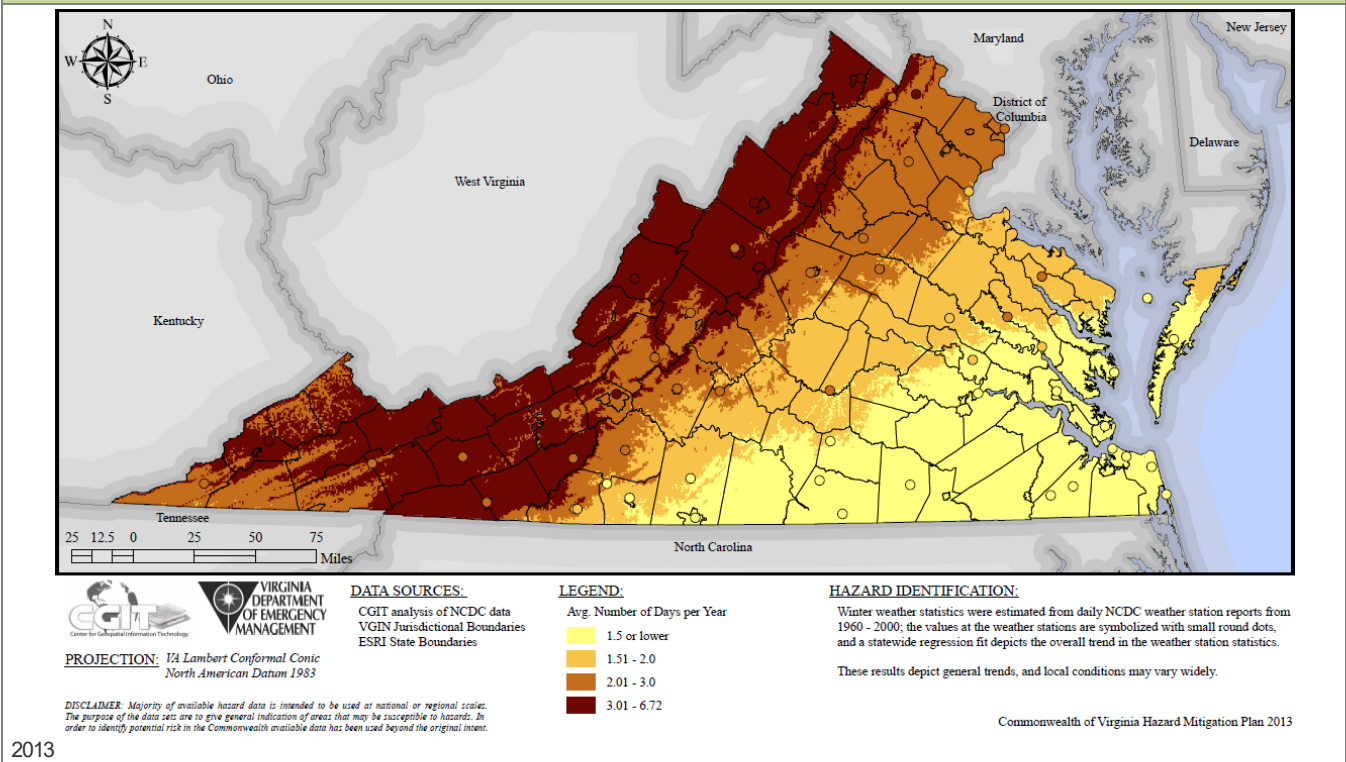 N
W E
S
Ohio
Maryland
New Jersey
District of
Columbia
Delaware
West Virginia
Kentucky
Tennessee
North Carolina
25 12.5 0 25 50 75
Miles
CGIT
Center for Geospatial Information Technology
VIRGINIA
DEPARTMENT
OF EMERGENCY
MANAGEMENT
PROJECTION: VA Lambert Conformal Conic
North American Datum 1983
DISCLAIMER: Majority of available hazard data is intended to be used at national or regional scales.
The purpose of the data sets are to give general indication of areas that may be susceptible to hazards. In
order to identify potential risk in the Commonwealth available data has been used beyond the original intent.
DATA SOURCES:
CGIT analysis of NCDC data
VGIN Jurisdictional Boundaries
ESRI State Boundaries
LEGEND:
Avg. Number of Days per Year
1.5 or lower
1.51 - 2.0
2.01 - 3.0
3.01 - 6.72
HAZARD IDENTIFICATION:
Winter weather statistics were estimated from daily NCDC weather station reports from
1960 - 2000; the values at the weather stations are symbolized with small round dots,
and a statewide regression fit depicts the overall trend in the weather station statistics.
These results depict general trends, and local conditions may vary widely.
Commonwealth of Virginia Hazard Mitigation Plan 2013
2013